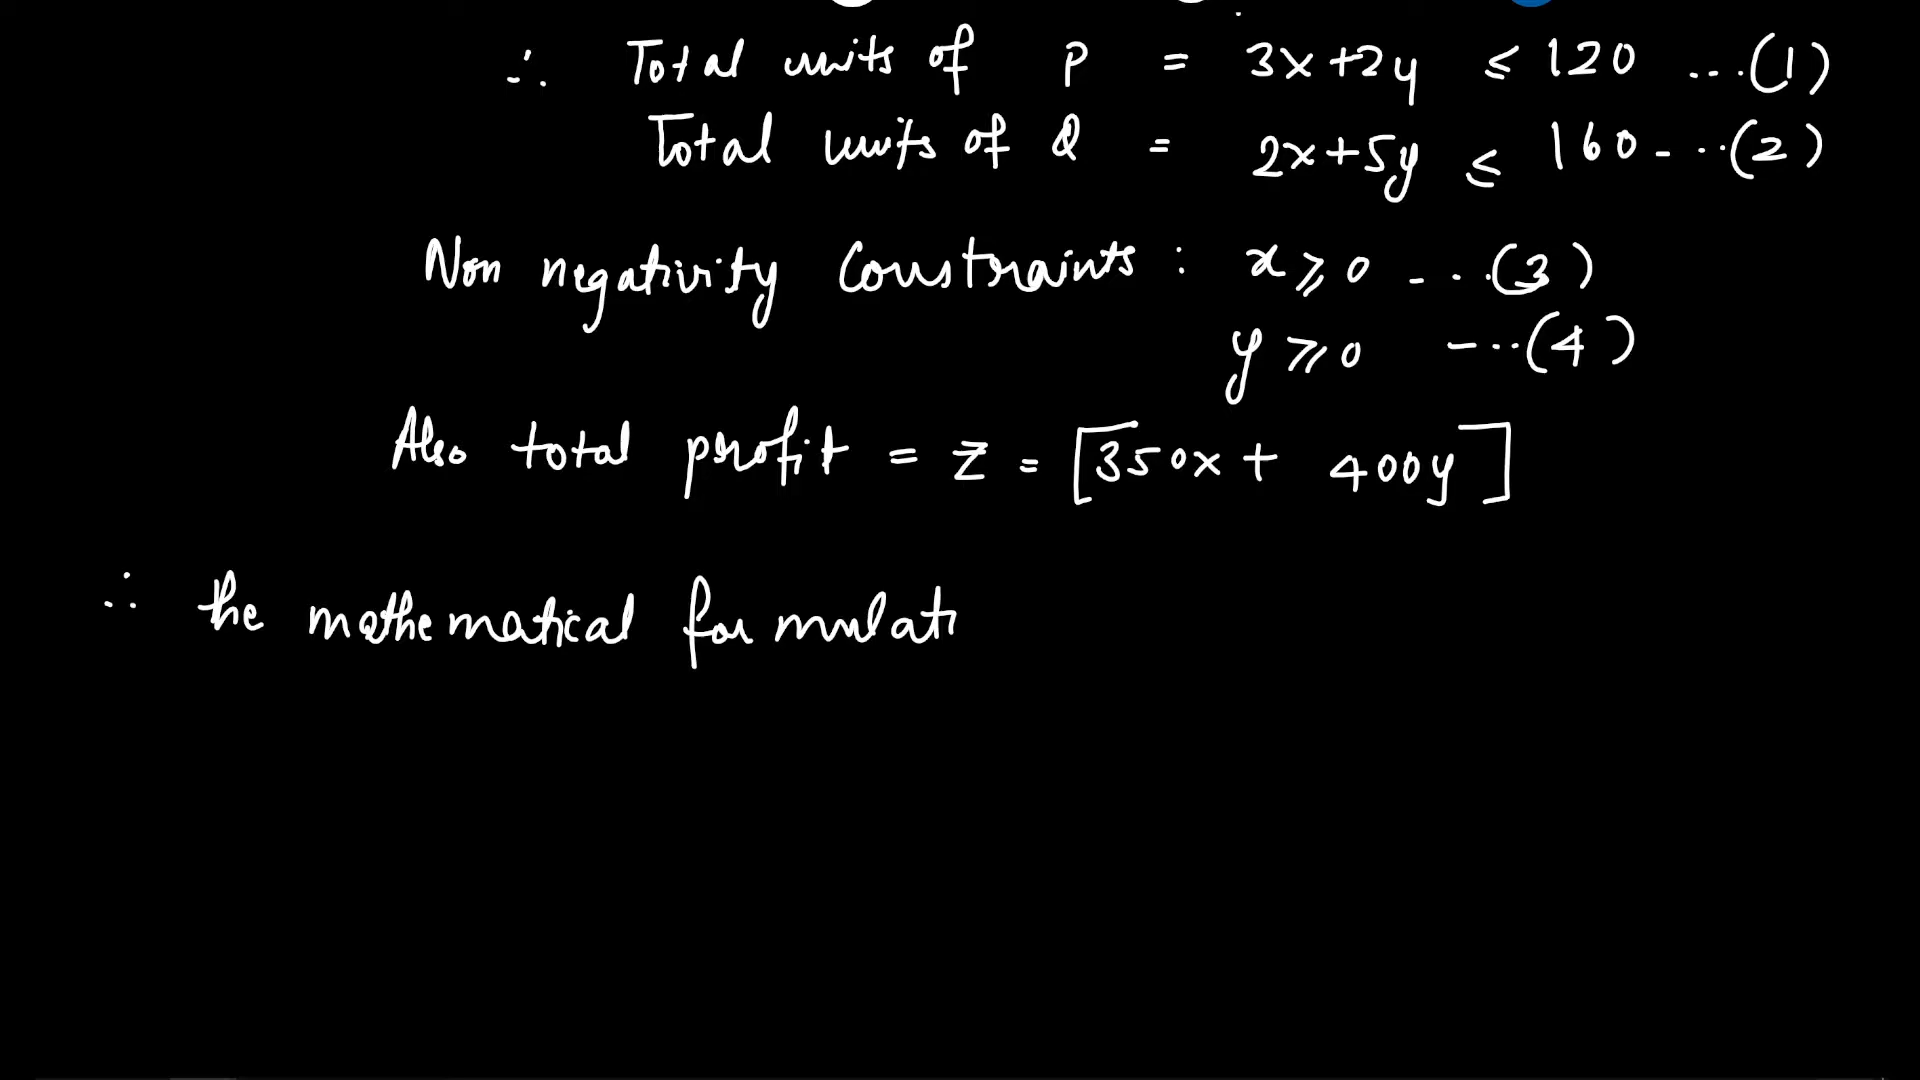 ∴ Total units of P = 3x+2y ≤ 120 ...(1)
Total units of Q = 2x+5y ≤ 160 - ...(2)
Non negativity Constraints : x ⩾ 0 - ...(3)
y ⩾ 0 - ...(4)
Also total profit = Z = [350x + 400y]
∴ the mathematical formulati